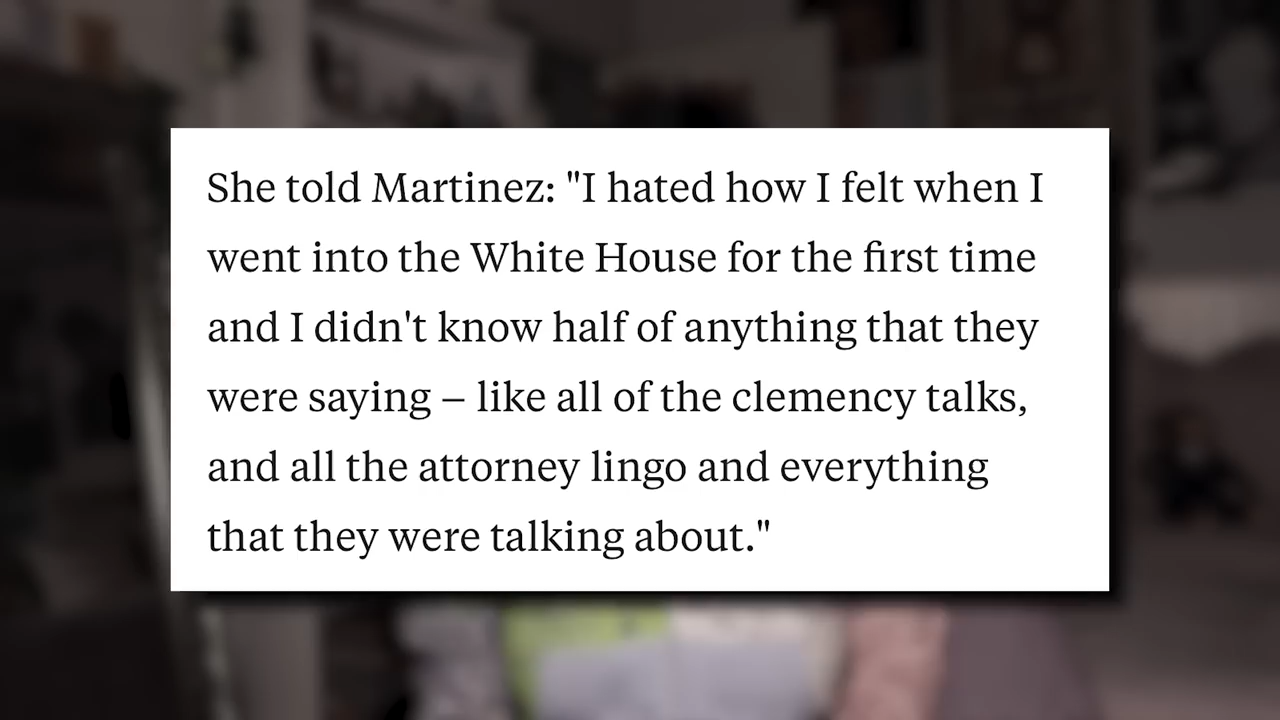 She told Martinez: "I hated how I felt when I
went into the White House for the first time
and I didn't know half of anything that they
were saying – like all of the clemency talks,
and all the attorney lingo and everything
that they were talking about."